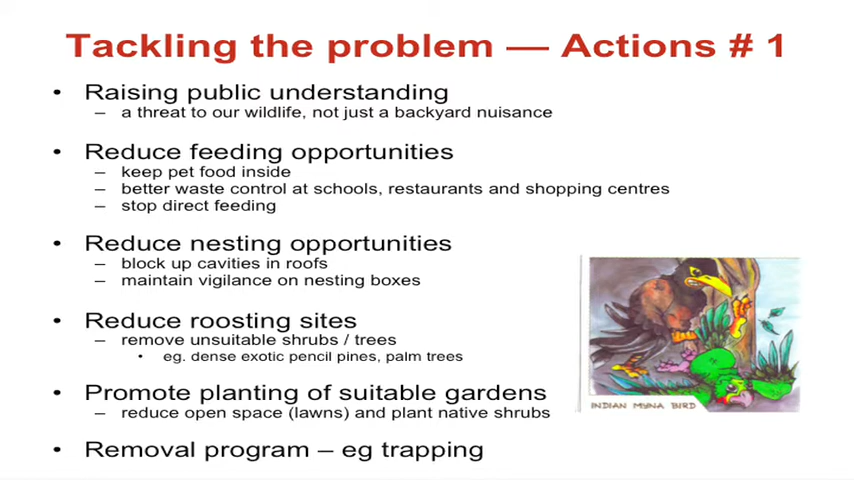 Tackling the problem — Actions # 1
• Raising public understanding
– a threat to our wildlife, not just a backyard nuisance
• Reduce feeding opportunities
– keep pet food inside
– better waste control at schools, restaurants and shopping centres
– stop direct feeding
• Reduce nesting opportunities
– block up cavities in roofs
– maintain vigilance on nesting boxes
• Reduce roosting sites
– remove unsuitable shrubs / trees
• eg. dense exotic pencil pines, palm trees
• Promote planting of suitable gardens
– reduce open space (lawns) and plant native shrubs
• Removal program – eg trapping
INDIAN MYNA BIRD